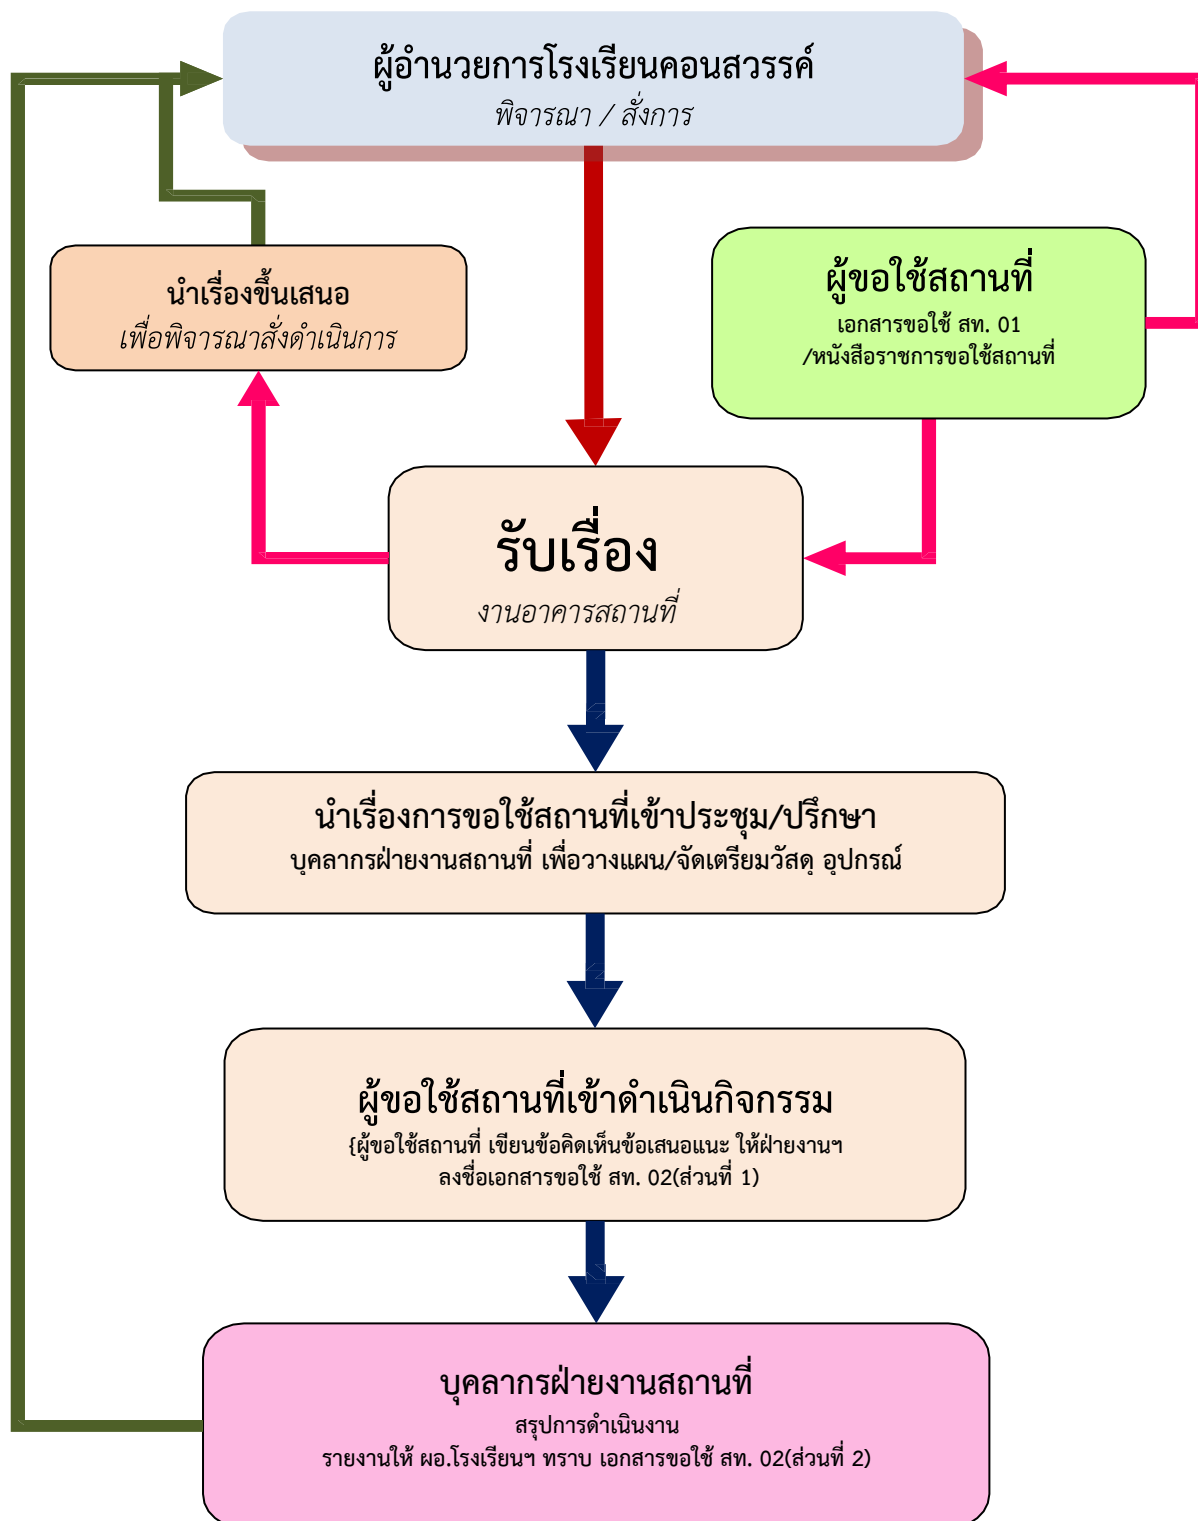 ผู้อำนวยการโรงเรียนคอนสวรรค์
พิจารณา / สั่งการ
นำเรื่องขึ้นเสนอ
เพื่อพิจารณาสั่งดำเนินการ
ผู้ขอใช้สถานที่
เอกสารขอใช้ สท. 01
/หนังสือราชการขอใช้สถานที่
รับเรื่อง
งานอาคารสถานที่
นำเรื่องการขอใช้สถานที่เข้าประชุม/ปรึกษา
บุคลากรฝ่ายงานสถานที่ เพื่อวางแผน/จัดเตรียมวัสดุ อุปกรณ์
ผู้ขอใช้สถานที่เข้าดำเนินกิจกรรม
{ผู้ขอใช้สถานที่ เขียนข้อคิดเห็นข้อเสนอแนะ ให้ฝ่ายงานฯ
ลงชื่อเอกสารขอใช้ สท. 02(ส่วนที่ 1)
บุคลากรฝ่ายงานสถานที่
สรุปการดำเนินงาน
รายงานให้ ผอ.โรงเรียนฯ ทราบ เอกสารขอใช้ สท. 02(ส่วนที่ 2)